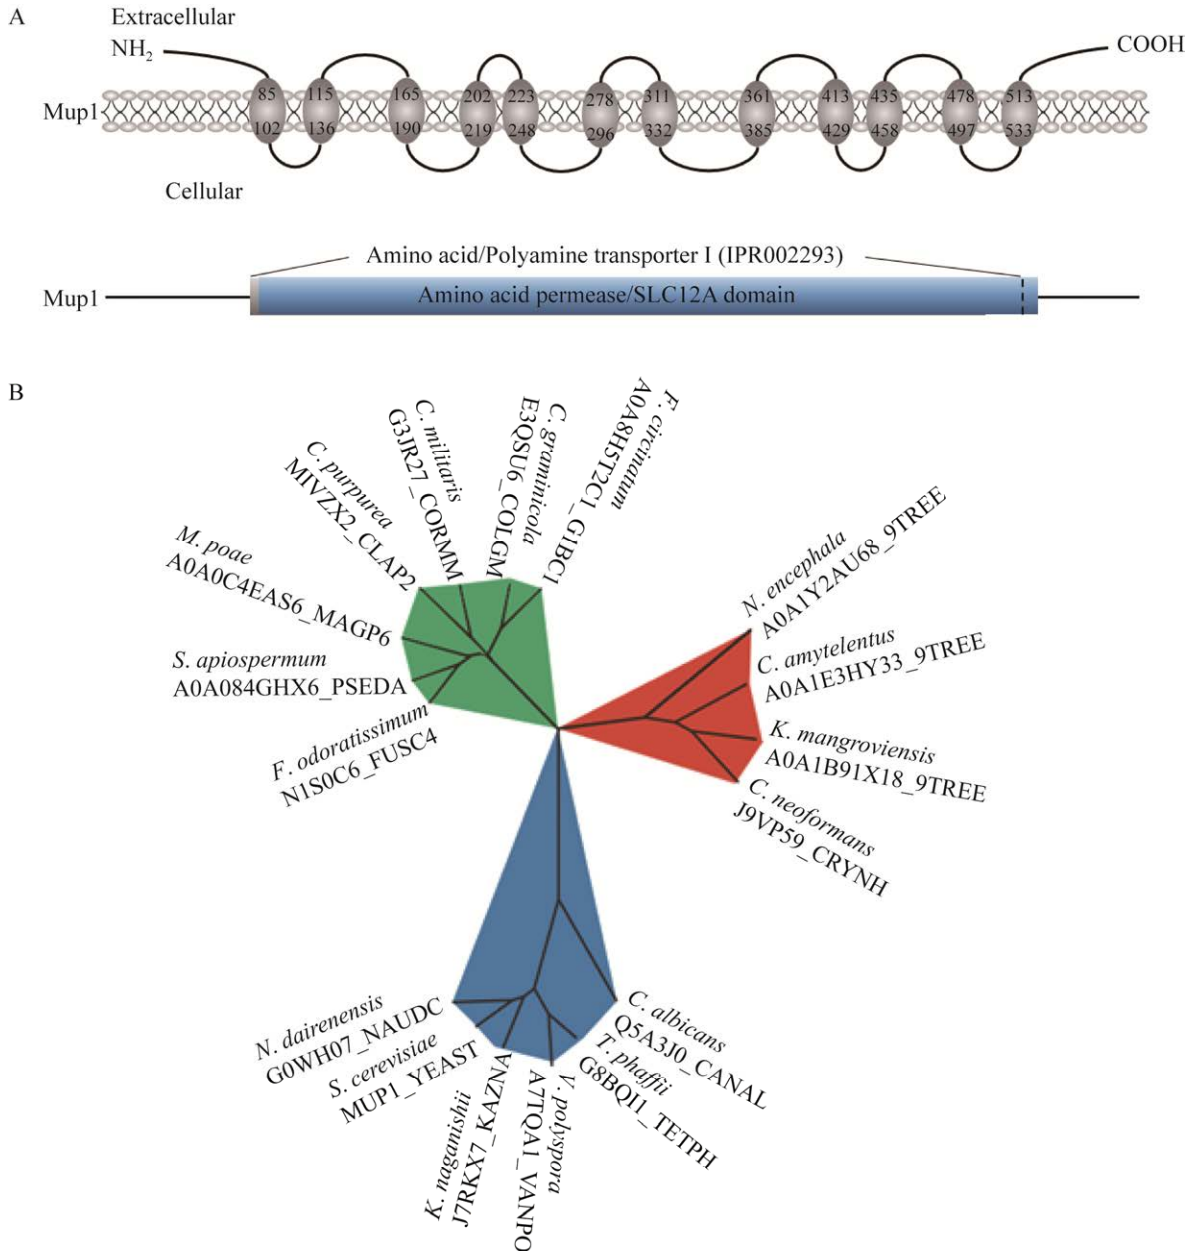 A
Extracellular
NH2
COOH
85 115 165 202 223 278 311 361 413 435 478 513
Mup1
102 136 190 219 248 296 332 385 429 458 497 533
Cellular
Amino acid/Polyamine transporter I (IPR002293)
Mup1
Amino acid permease/SLC12A domain
B
F. circinatum
A0A8H5T2C1_G1BC1
C. graminicola
E3QSU6_COLGM
C. militaris
G3JR27_CORMM
C. purpurea
MIVZX2_CLAP2
M. poae
A0A0C4EAS6_MAGP6
S. apiospermum
A0A084GHX6_PSEDA
F. odoratissimum
N1S0C6_FUSC4
N. encephala
A0A1Y2AU68_9TREE
C. amytelentus
A0A1E3HY33_9TREE
K. mangroviensis
A0A1B91X18_9TREE
C. neoformans
J9VP59_CRYNH
N. dairenensis
G0WH07_NAUDC
S. cerevisiae
MUP1_YEAST
K. naganishii
J7RKX7_KAZNA
V. polyspora
A7TQA1_VANPO
T. phaffii
G8BQI1_TETPH
C. albicans
Q5A3J0_CANAL